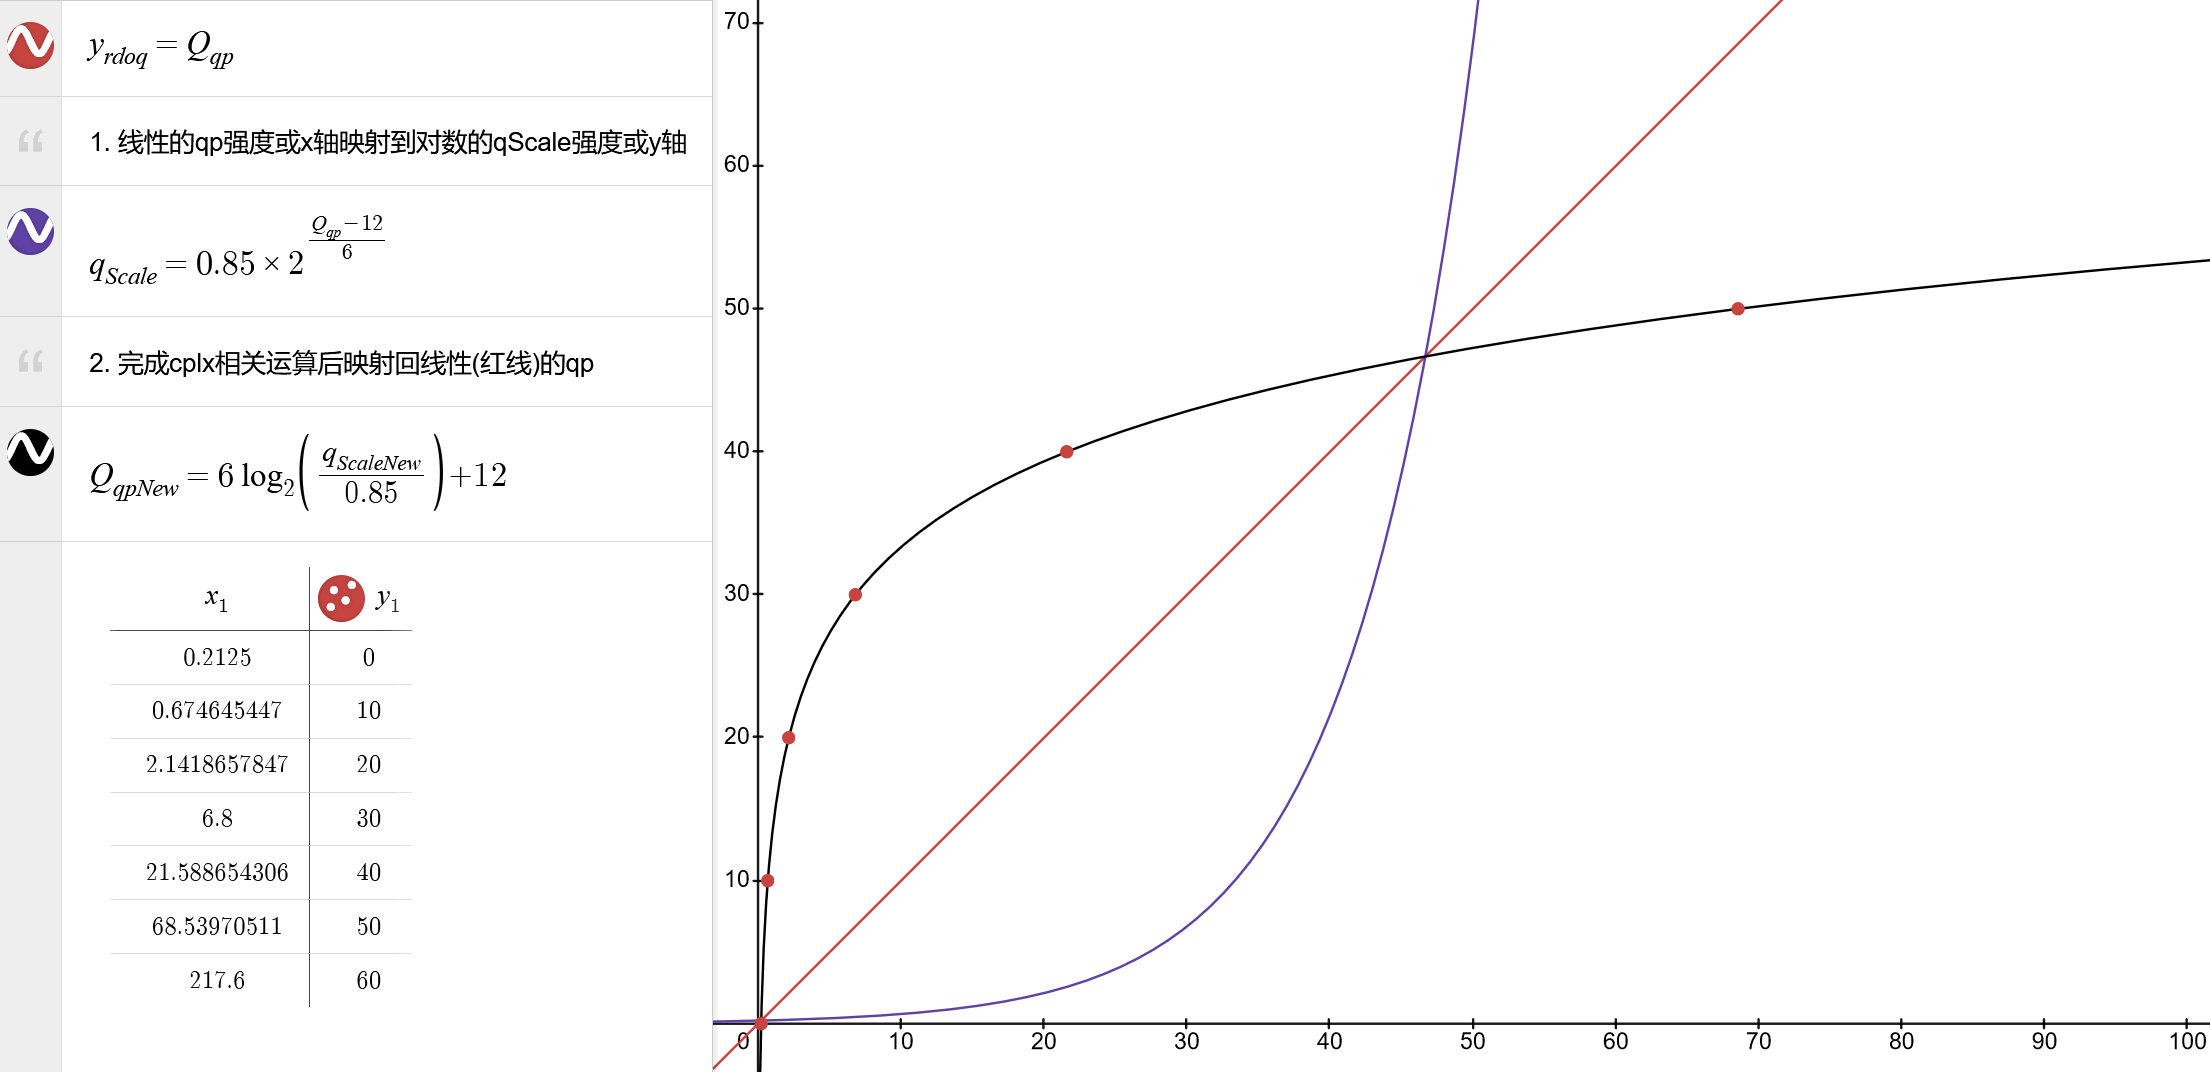 y_rdoq = Q_qp
1. 线性的qp强度或x轴映射到对数的qScale强度或y轴
q_Scale = 0.85 × 2^((Q_qp − 12)/6)
2. 完成cplx相关运算后映射回线性(红线)的qp
Q_qpNew = 6 log_2(q_ScaleNew/0.85) + 12
x_1 y_1
0.2125 0
0.674645447 10
2.1418657847 20
6.8 30
21.588654306 40
68.53970511 50
217.6 60
70
60
50
40
30
20
10
0 10 20 30 40 50 60 70 80 90 100